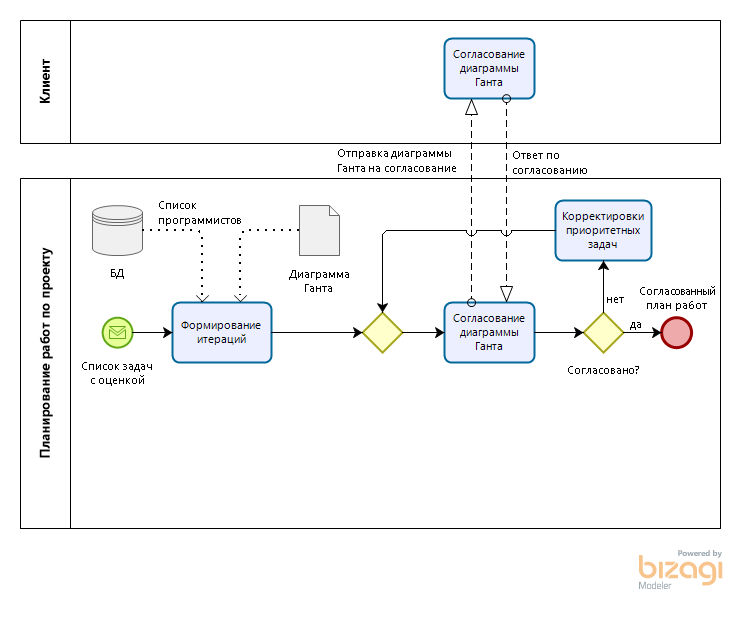 Клиент
Согласование
диаграммы
Ганта
Отправка диаграммы
Ганта на согласование
Ответ по
согласованию
Планирование работ по проекту
Список
программистов
БД
Диаграмма
Ганта
Корректировки
приоритетных
задач
Список задач
с оценкой
Формирование
итераций
Согласование
диаграммы
Ганта
нет
да
Согласовано?
Согласованный
план работ
Powered by
bizagi
Modeler